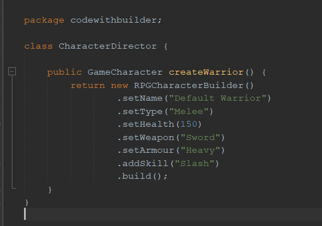 package codewithbuilder;
class CharacterDirector {
public GameCharacter createWarrior() {
return new RPGCharacterBuilder()
.setName("Default Warrior")
.setType("Melee")
.setHealth(150)
.setWeapon("Sword")
.setArmour("Heavy")
.addSkill("Slash")
.build();
}
}